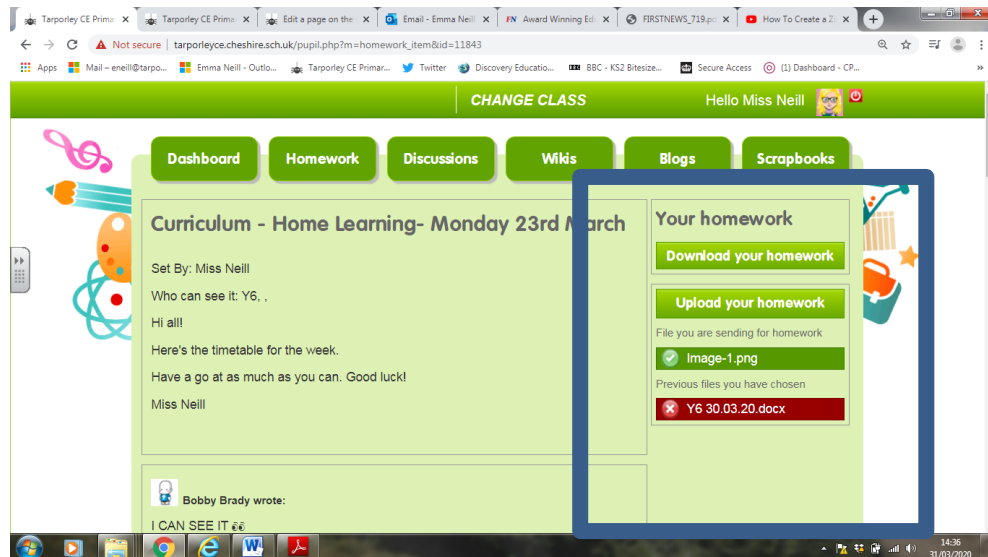 Tarporley CE Prima
Tarporley CE Prima
Edit a page on the
Email - Emma Neil
FN Award Winning Ed
FIRSTNEWS_719.pd
How To Create a Zi
Not secure | tarporleyce.cheshire.sch.uk/pupil.php?m=homework_item&id=11843
Apps
Mail – eneill@tarpo...
Emma Neill - Outlo...
Tarporley CE Primar...
Twitter
Discovery Educatio...
BBC - KS2 Bitesize...
Secure Access
(1) Dashboard - CP...
CHANGE CLASS
Hello Miss Neill
Dashboard
Homework
Discussions
Wikis
Blogs
Scrapbooks
Curriculum - Home Learning- Monday 23rd March
Set By: Miss Neill
Who can see it: Y6, ,
Hi all!
Here's the timetable for the week.
Have a go at as much as you can. Good luck!
Miss Neill
Bobby Brady wrote:
I CAN SEE IT
Your homework
Download your homework
Upload your homework
File you are sending for homework
Image-1.png
Previous files you have chosen
Y6 30.03.20.docx
14:36
31/03/2020